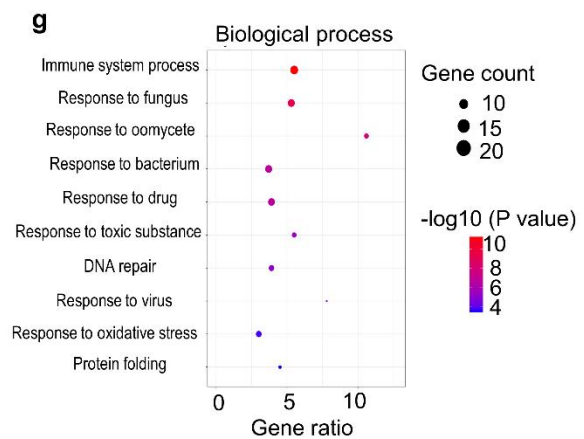 g
Biological process
Immune system process
Response to fungus
Response to oomycete
Response to bacterium
Response to drug
Response to toxic substance
DNA repair
Response to virus
Response to oxidative stress
Protein folding
0 5 10
Gene ratio
Gene count
10
15
20
-log10 (P value)
10
8
6
4